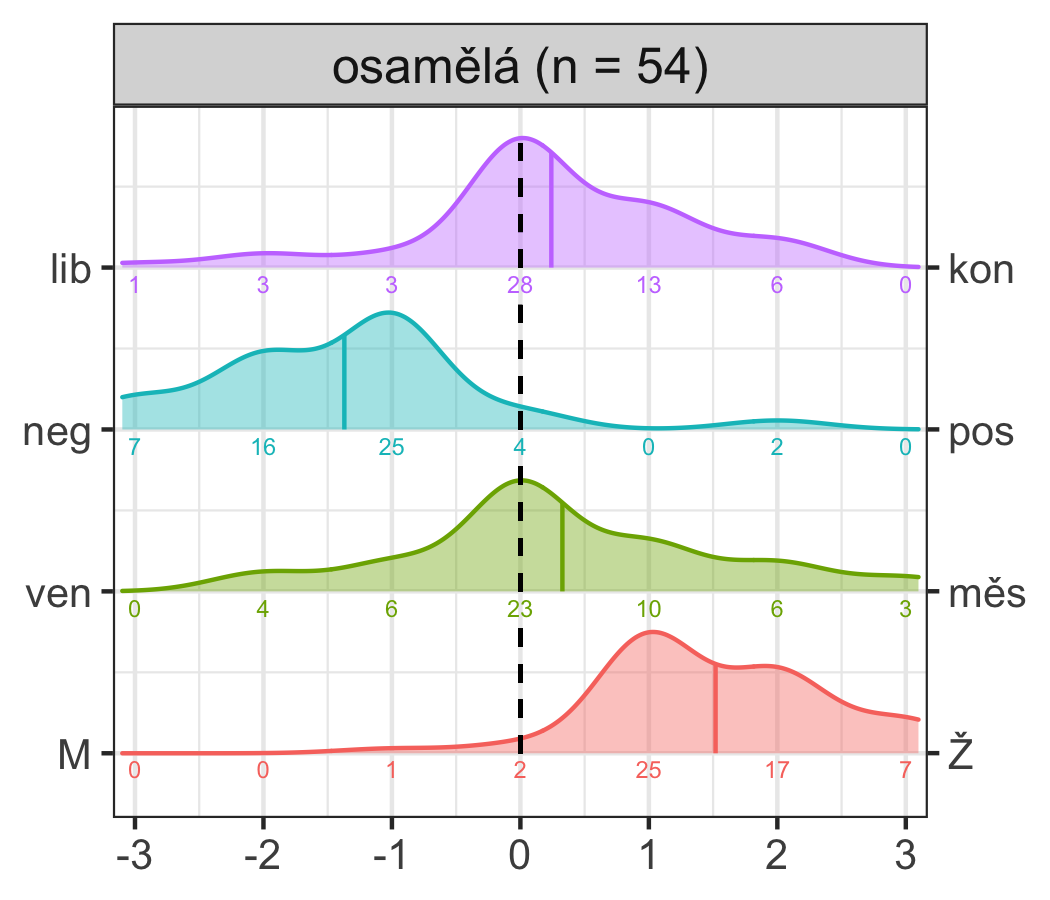 osamělá (n = 54)
lib kon
1 3 3 28 13 6 0
neg pos
7 16 25 4 0 2 0
ven měs
0 4 6 23 10 6 3
M Ž
0 0 1 2 25 17 7
-3 -2 -1 0 1 2 3